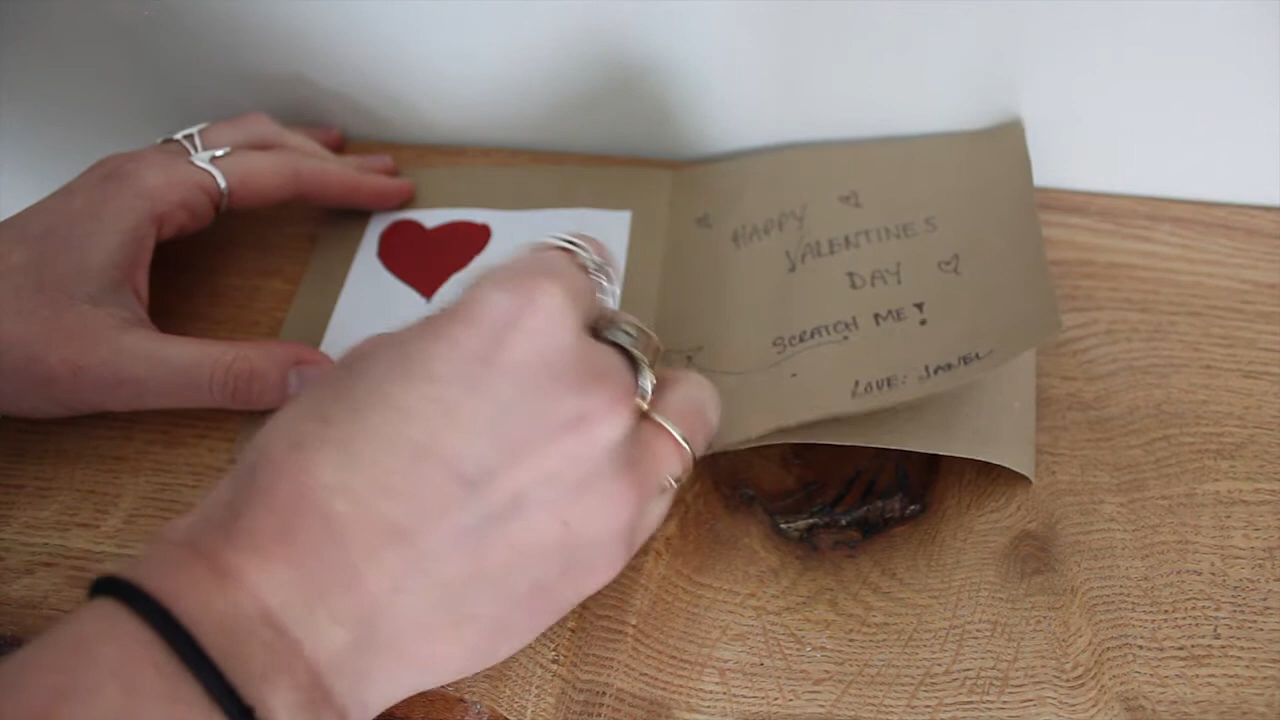 HAPPY
VALENTINES
DAY
SCRATCH ME!
LOVE: JANEL